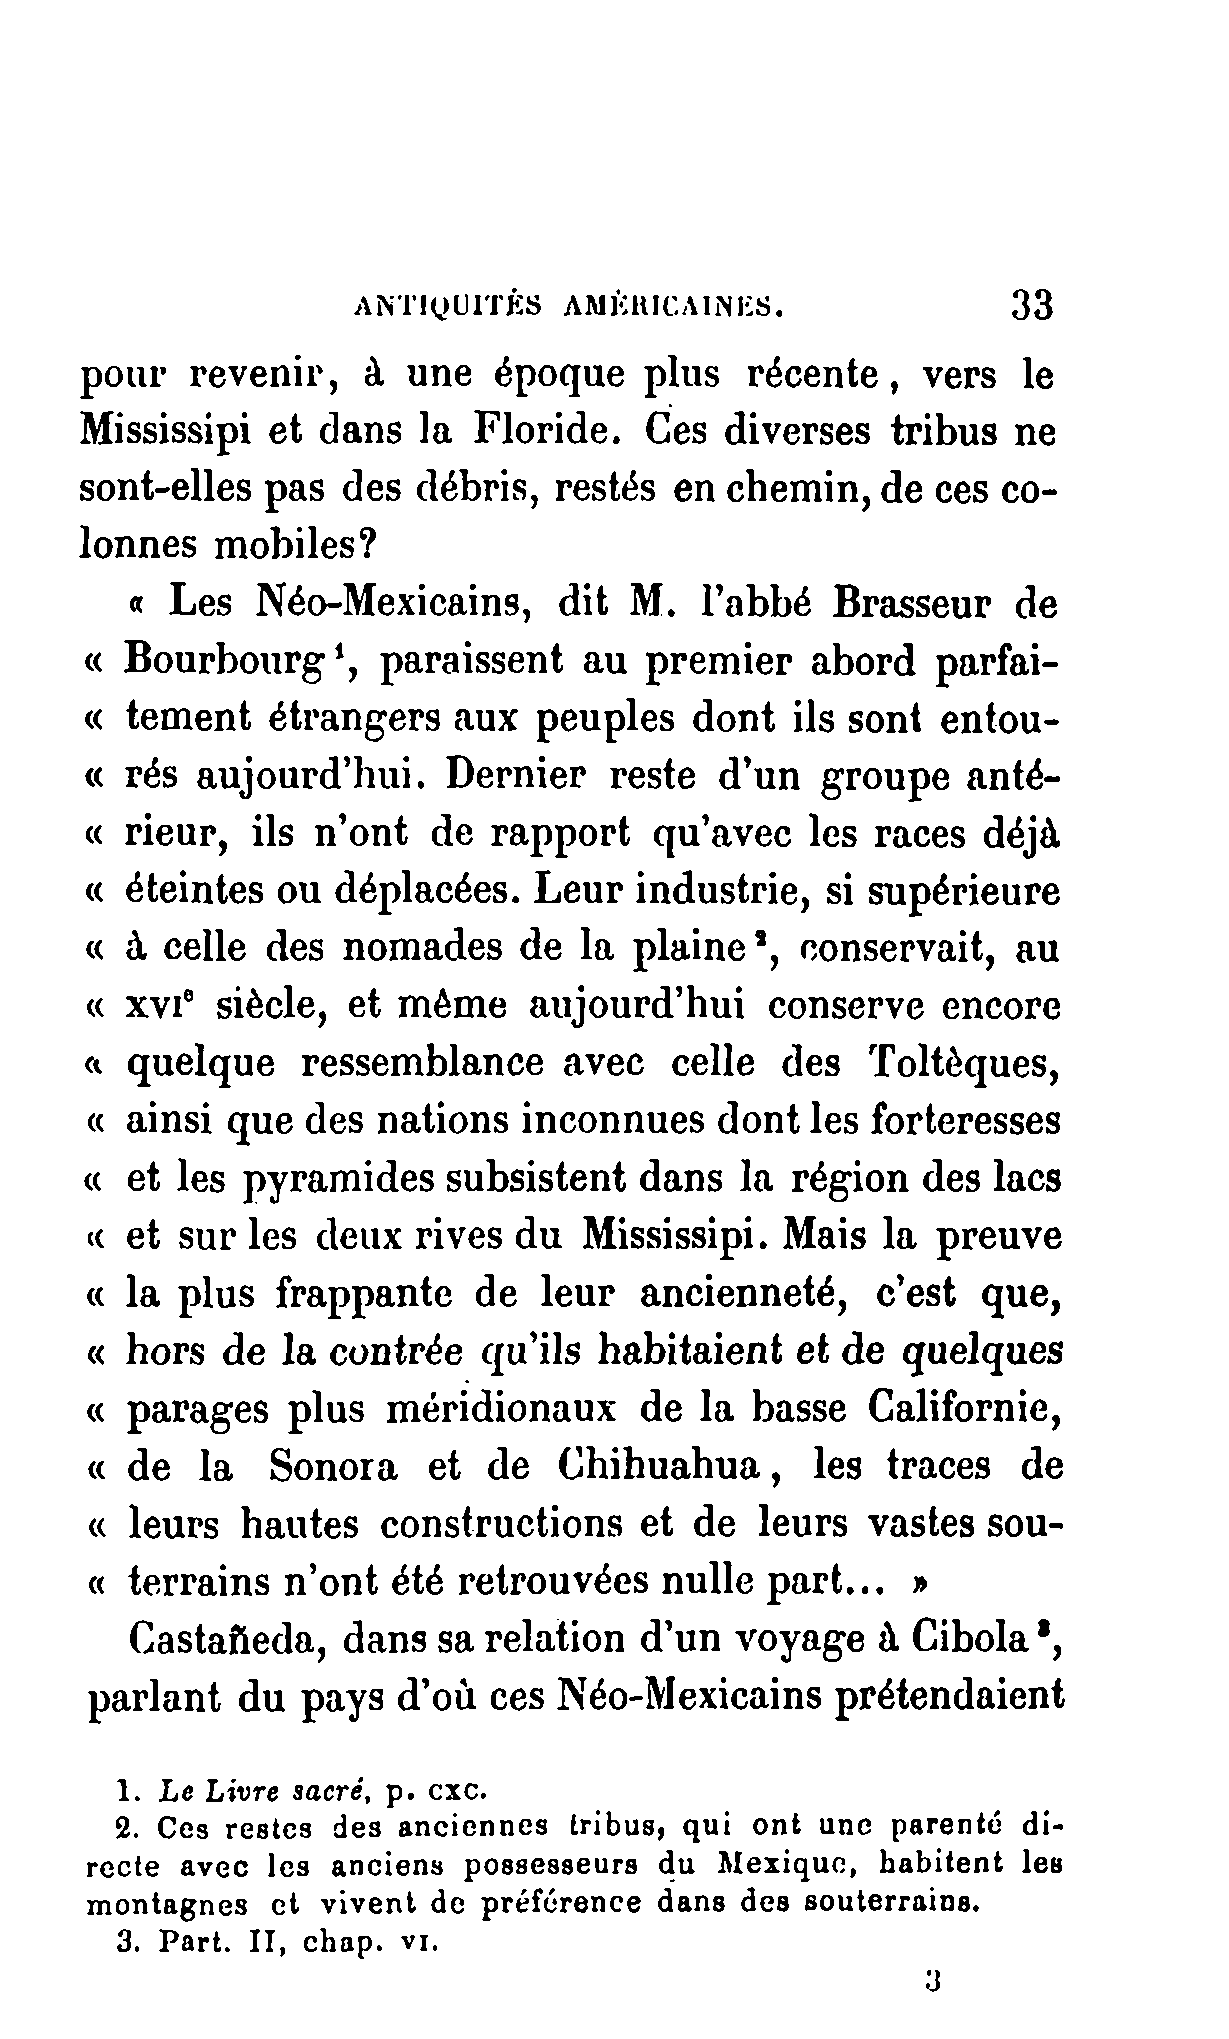 ANTIQUITÉS AMÉRICAINES. 33
pour revenir, à une époque plus récente, vers le
Mississipi et dans la Floride. Ces diverses tribus ne
sont-elles pas des débris, restés en chemin, de ces co-
lonnes mobiles?
« Les Néo-Mexicains, dit M. l'abbé Brasseur de
« Bourbourg¹, paraissent au premier abord parfai-
« tement étrangers aux peuples dont ils sont entou-
« rés aujourd'hui. Dernier reste d'un groupe anté-
« rieur, ils n'ont de rapport qu'avec les races déjà
« éteintes ou déplacées. Leur industrie, si supérieure
« à celle des nomades de la plaine², conservait, au
« XVIᵉ siècle, et même aujourd'hui conserve encore
« quelque ressemblance avec celle des Toltèques,
« ainsi que des nations inconnues dont les forteresses
« et les pyramides subsistent dans la région des lacs
« et sur les deux rives du Mississipi. Mais la preuve
« la plus frappante de leur ancienneté, c'est que,
« hors de la contrée qu'ils habitaient et de quelques
« parages plus méridionaux de la basse Californie,
« de la Sonora et de Chihuahua, les traces de
« leurs hautes constructions et de leurs vastes sou-
« terrains n'ont été retrouvées nulle part... »
Castañeda, dans sa relation d'un voyage à Cibola³,
parlant du pays d'où ces Néo-Mexicains prétendaient
1. Le Livre sacré, p. CXC.
2. Ces restes des anciennes tribus, qui ont une parenté di-
recte avec les anciens possesseurs du Mexique, habitent les
montagnes et vivent de préférence dans des souterrains.
3. Part. II, chap. VI.
3